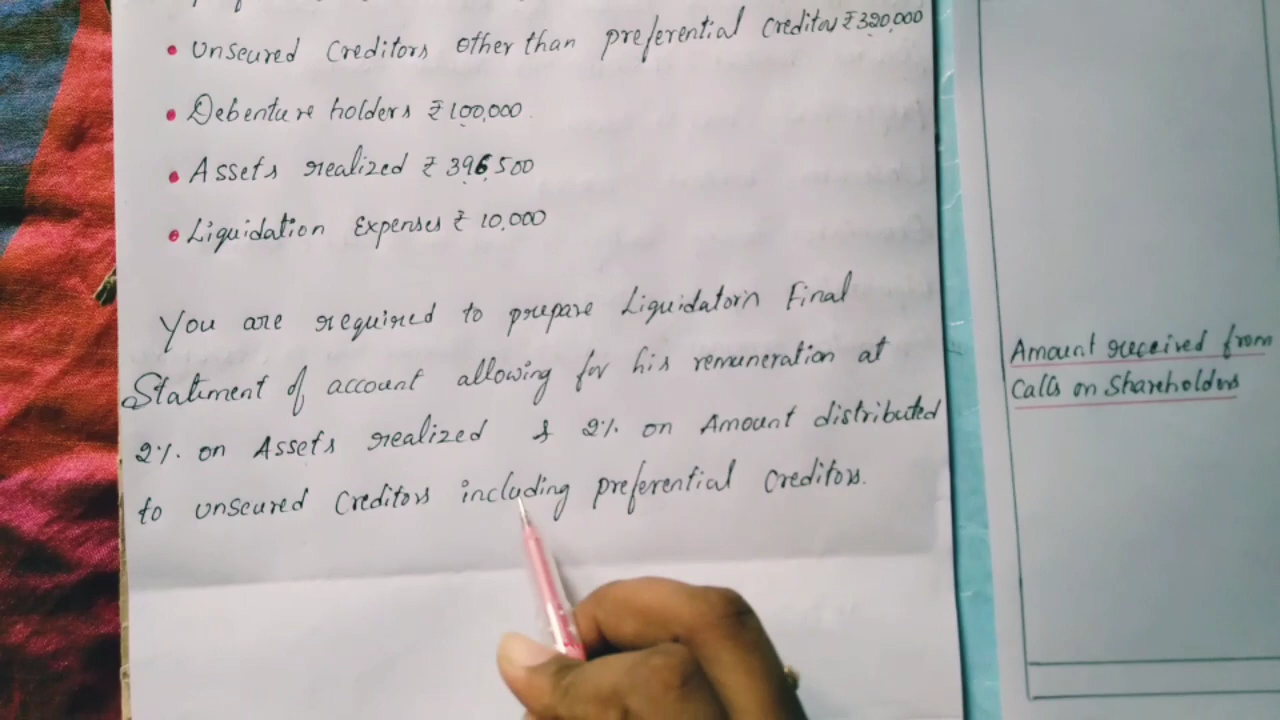 • Unscured Creditors other than preferential Creditors ₹320,000
• Debenture holders ₹100,000.
• Assets realized ₹ 396,500
• Liquidation Expenses ₹ 10,000
You are required to prepare Liquidator's Final
Statement of account allowing for his remuneration at
2%. on Assets realized & 2%. on Amount distributed
to unscured Creditors including preferential Creditors.
Amount received from
Calls on Shareholders